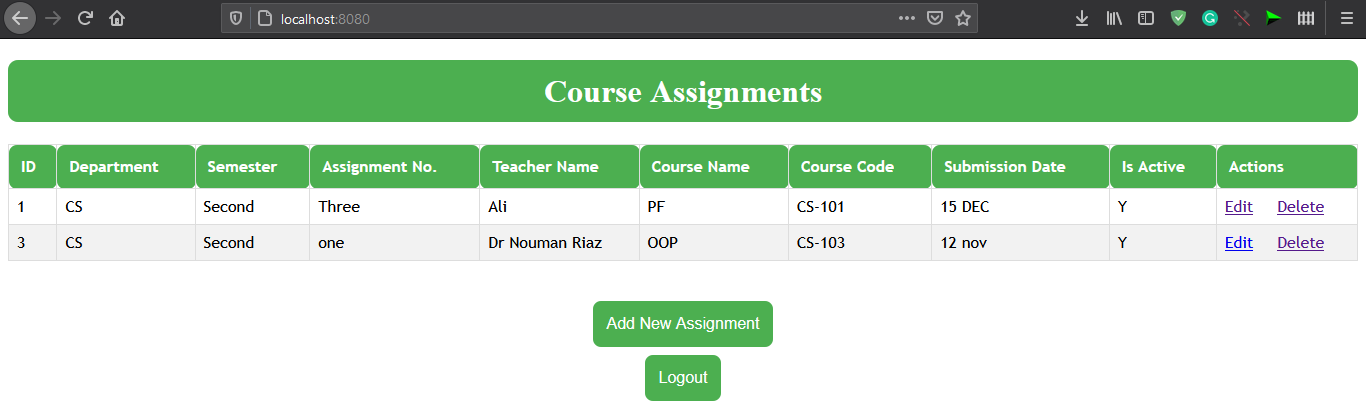 localhost:8080
Course Assignments
ID Department Semester Assignment No. Teacher Name Course Name Course Code Submission Date Is Active Actions
1 CS Second Three Ali PF CS-101 15 DEC Y Edit Delete
3 CS Second one Dr Nouman Riaz OOP CS-103 12 nov Y Edit Delete
Add New Assignment
Logout